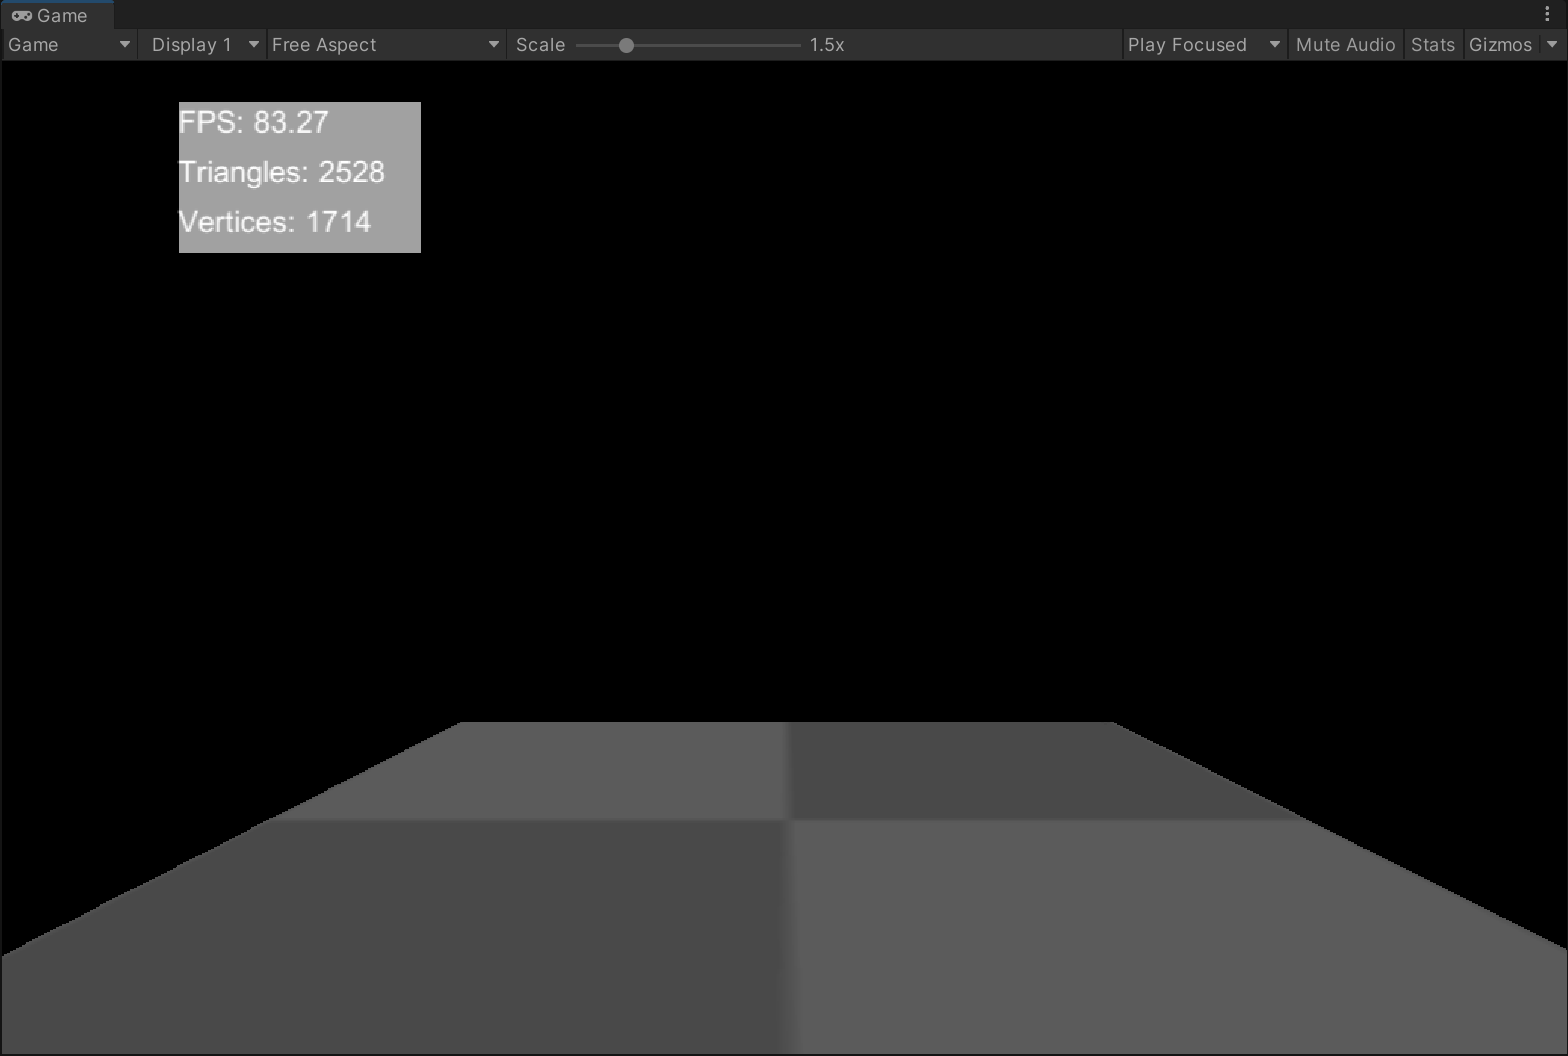 Game
Game Display 1 Free Aspect Scale 1.5x Play Focused Mute Audio Stats Gizmos
FPS: 83.27
Triangles: 2528
Vertices: 1714